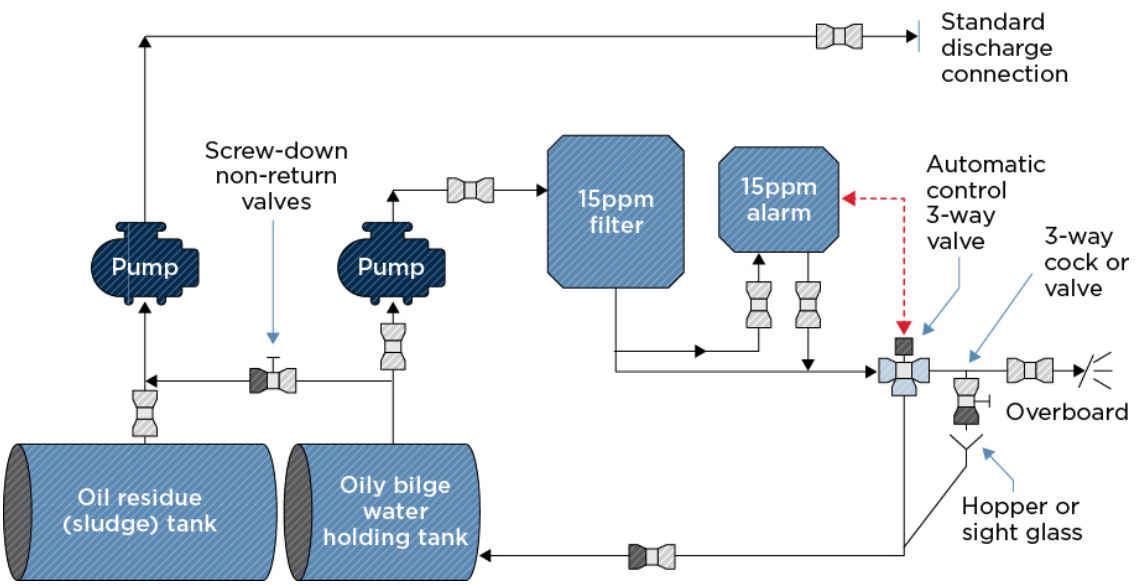 Standard
discharge
connection
Screw-down
non-return
valves
15ppm
filter
15ppm
alarm
Automatic
control
3-way
valve
3-way
cock or
valve
Pump
Pump
Overboard
Oil residue
(sludge) tank
Oily bilge
water
holding tank
Hopper or
sight glass